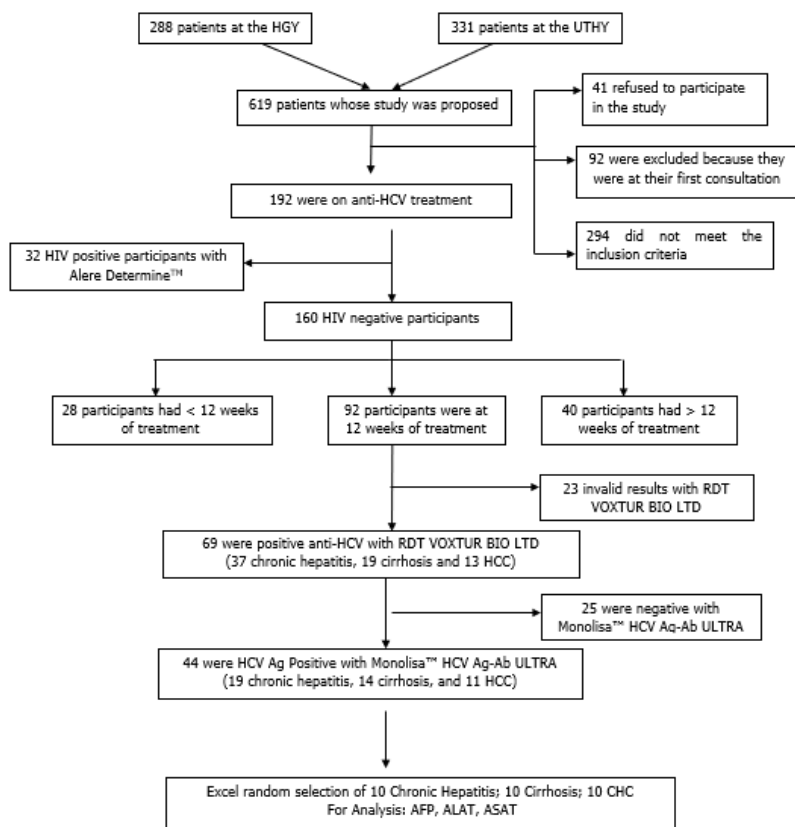 288 patients at the HGY
331 patients at the UTHY
619 patients whose study was proposed
41 refused to participate
in the study
92 were excluded because they
were at their first consultation
192 were on anti-HCV treatment
294 did not meet the
inclusion criteria
32 HIV positive participants with
Alere Determine™
160 HIV negative participants
28 participants had < 12 weeks
of treatment
92 participants were at
12 weeks of treatment
40 participants had > 12
weeks of treatment
23 invalid results with RDT
VOXTUR BIO LTD
69 were positive anti-HCV with RDT VOXTUR BIO LTD
(37 chronic hepatitis, 19 cirrhosis and 13 HCC)
25 were negative with
Monolisa™ HCV Ag-Ab ULTRA
44 were HCV Ag Positive with Monolisa™ HCV Ag-Ab ULTRA
(19 chronic hepatitis, 14 cirrhosis, and 11 HCC)
Excel random selection of 10 Chronic Hepatitis; 10 Cirrhosis; 10 CHC
For Analysis: AFP, ALAT, ASAT